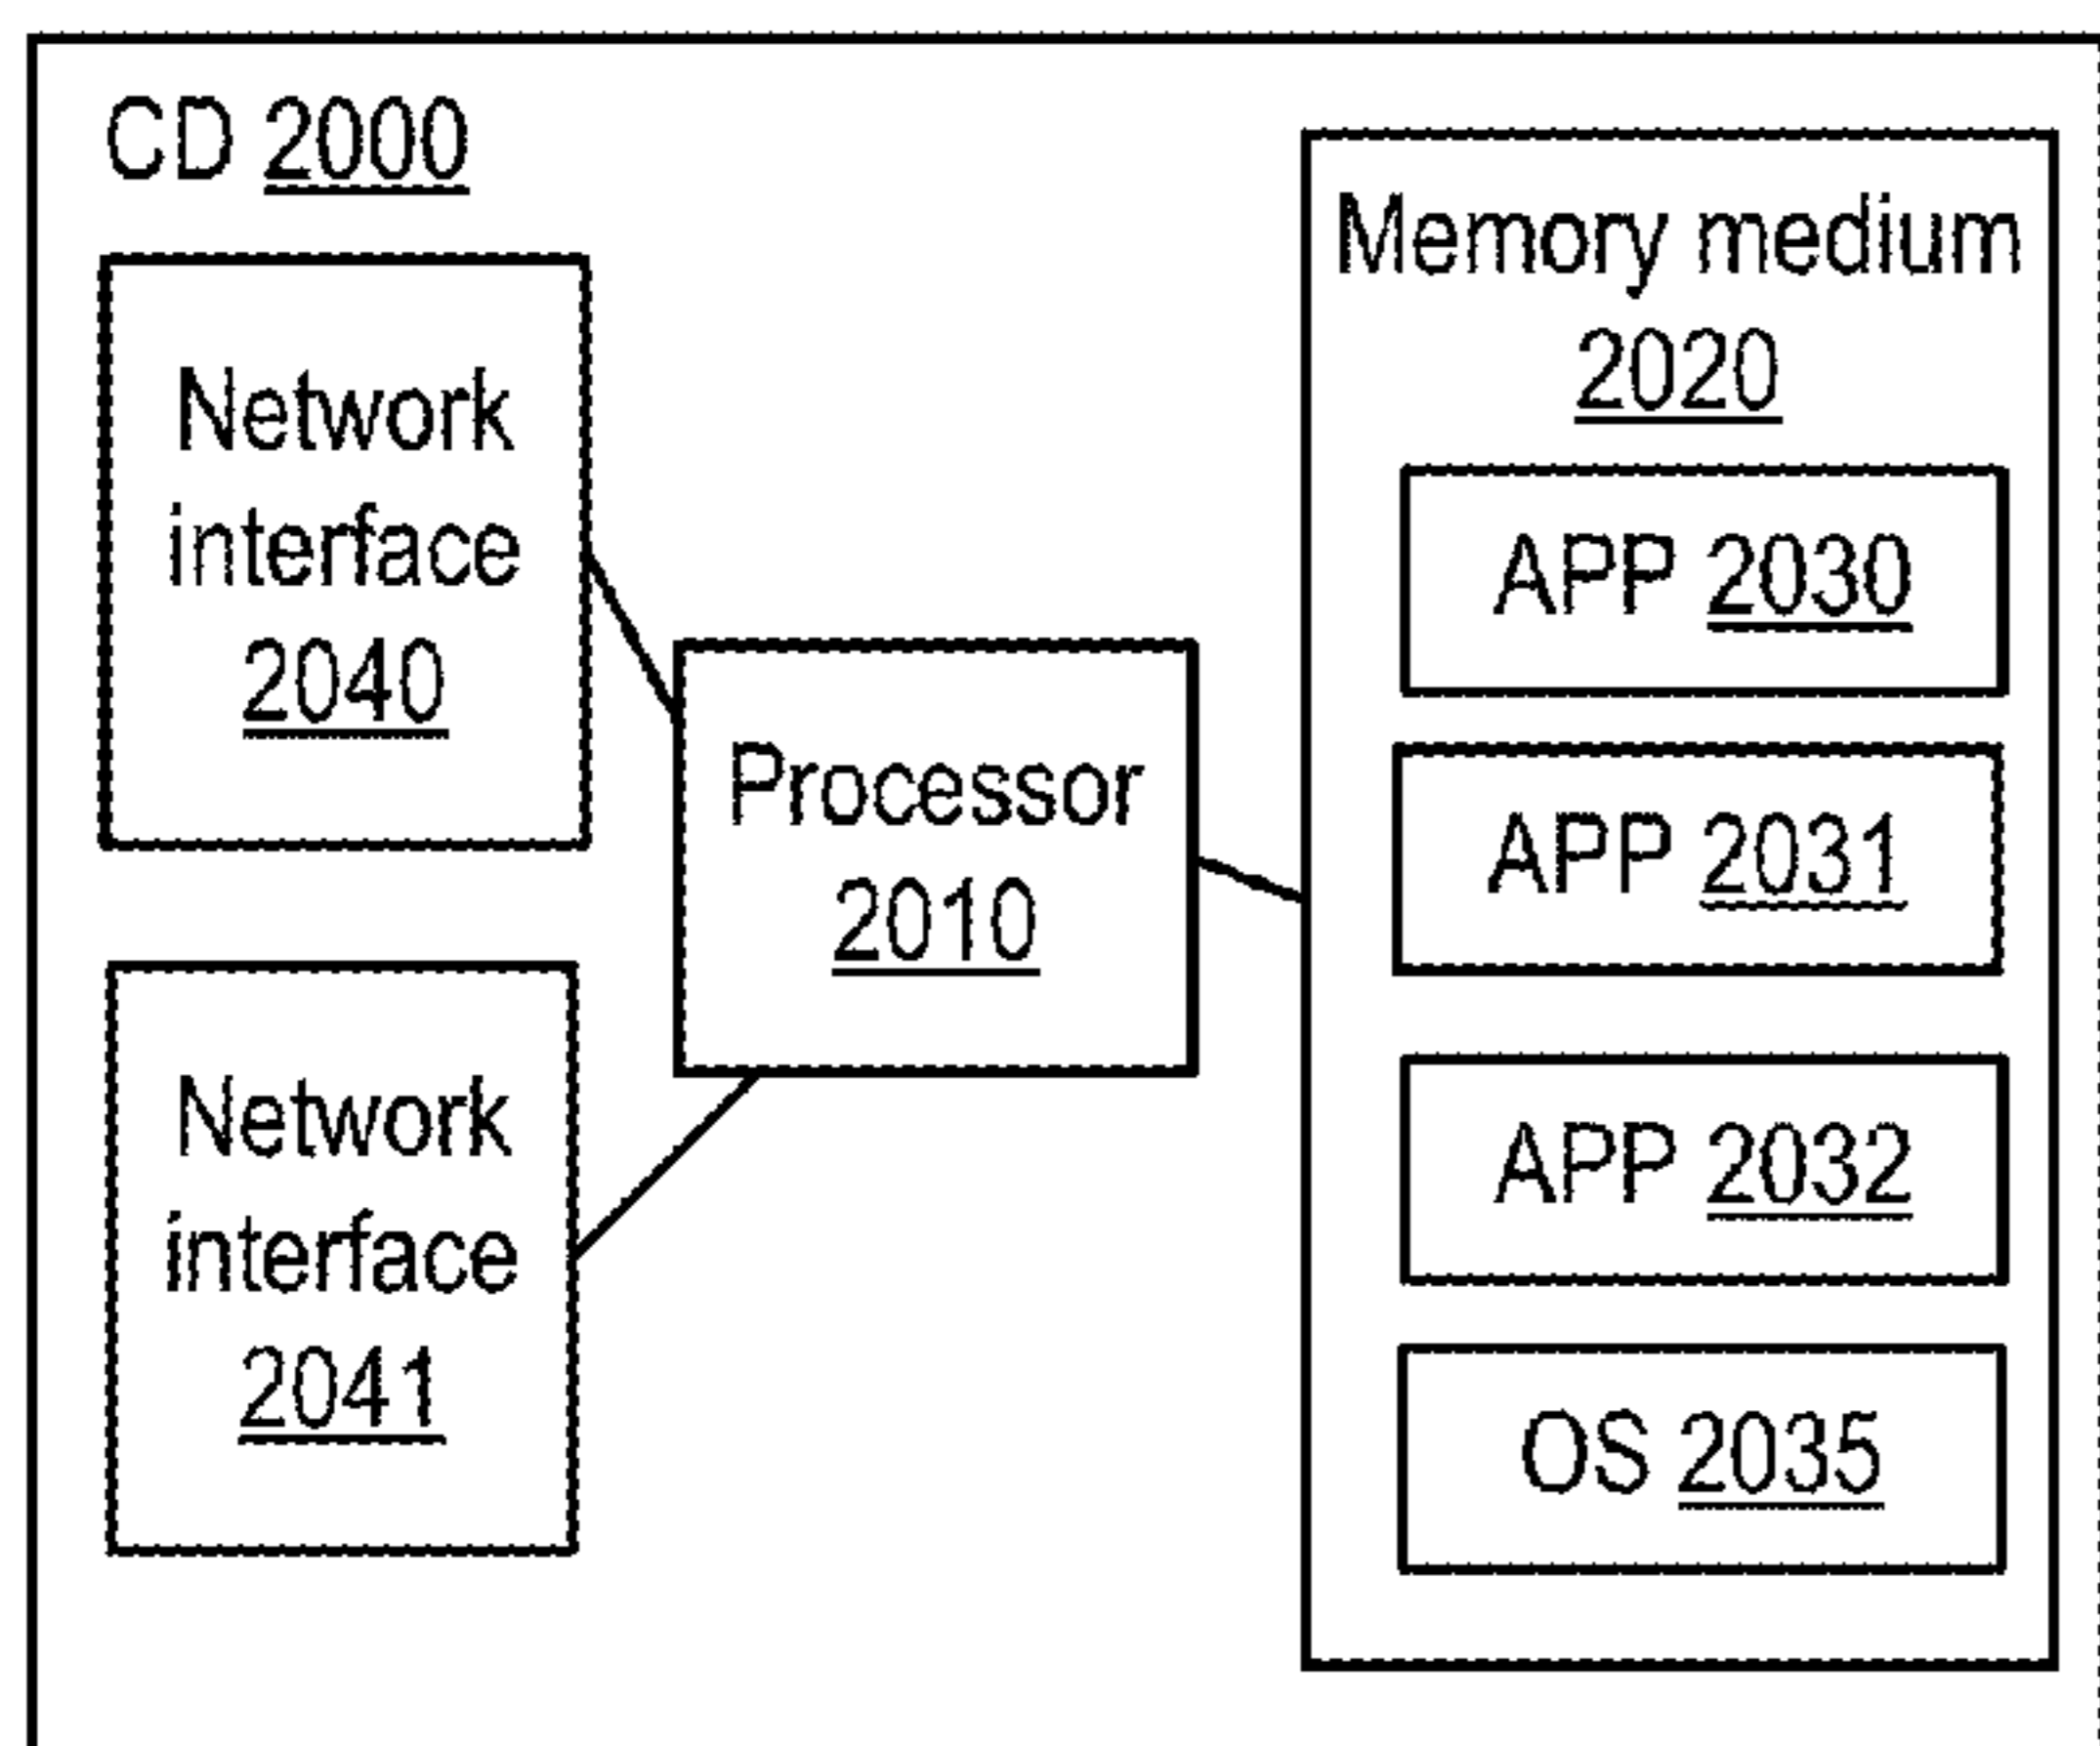 CD 2000
Network
interface
2040
Network
interface
2041
Processor
2010
Memory medium
2020
APP 2030
APP 2031
APP 2032
OS 2035